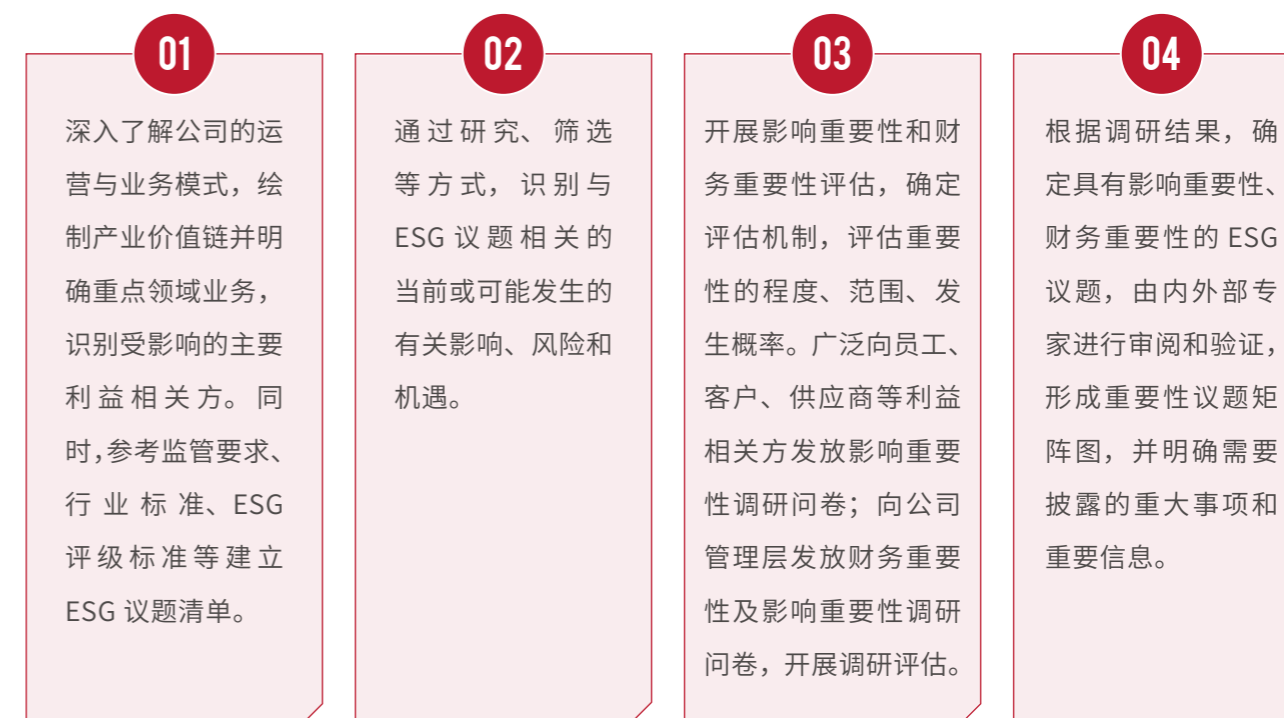 01
深入了解公司的运
营与业务模式，绘
制产业价值链并明
确重点领域业务，
识别受影响的主要
利益相关方。同
时，参考监管要求、
行业标准、ESG
评级标准等建立
ESG 议题清单。
02
通过研究、筛选
等方式，识别与
ESG 议题相关的
当前或可能发生的
有关影响、风险和
机遇。
03
开展影响重要性和财
务重要性评估，确定
评估机制，评估重要
性的程度、范围、发
生概率。广泛向员工、
客户、供应商等利益
相关方发放影响重要
性调研问卷；向公司
管理层发放财务重要
性及影响重要性调研
问卷，开展调研评估。
04
根据调研结果，确
定具有影响重要性、
财务重要性的 ESG
议题，由内外部专
家进行审阅和验证，
形成重要性议题矩
阵图，并明确需要
披露的重大事项和
重要信息。